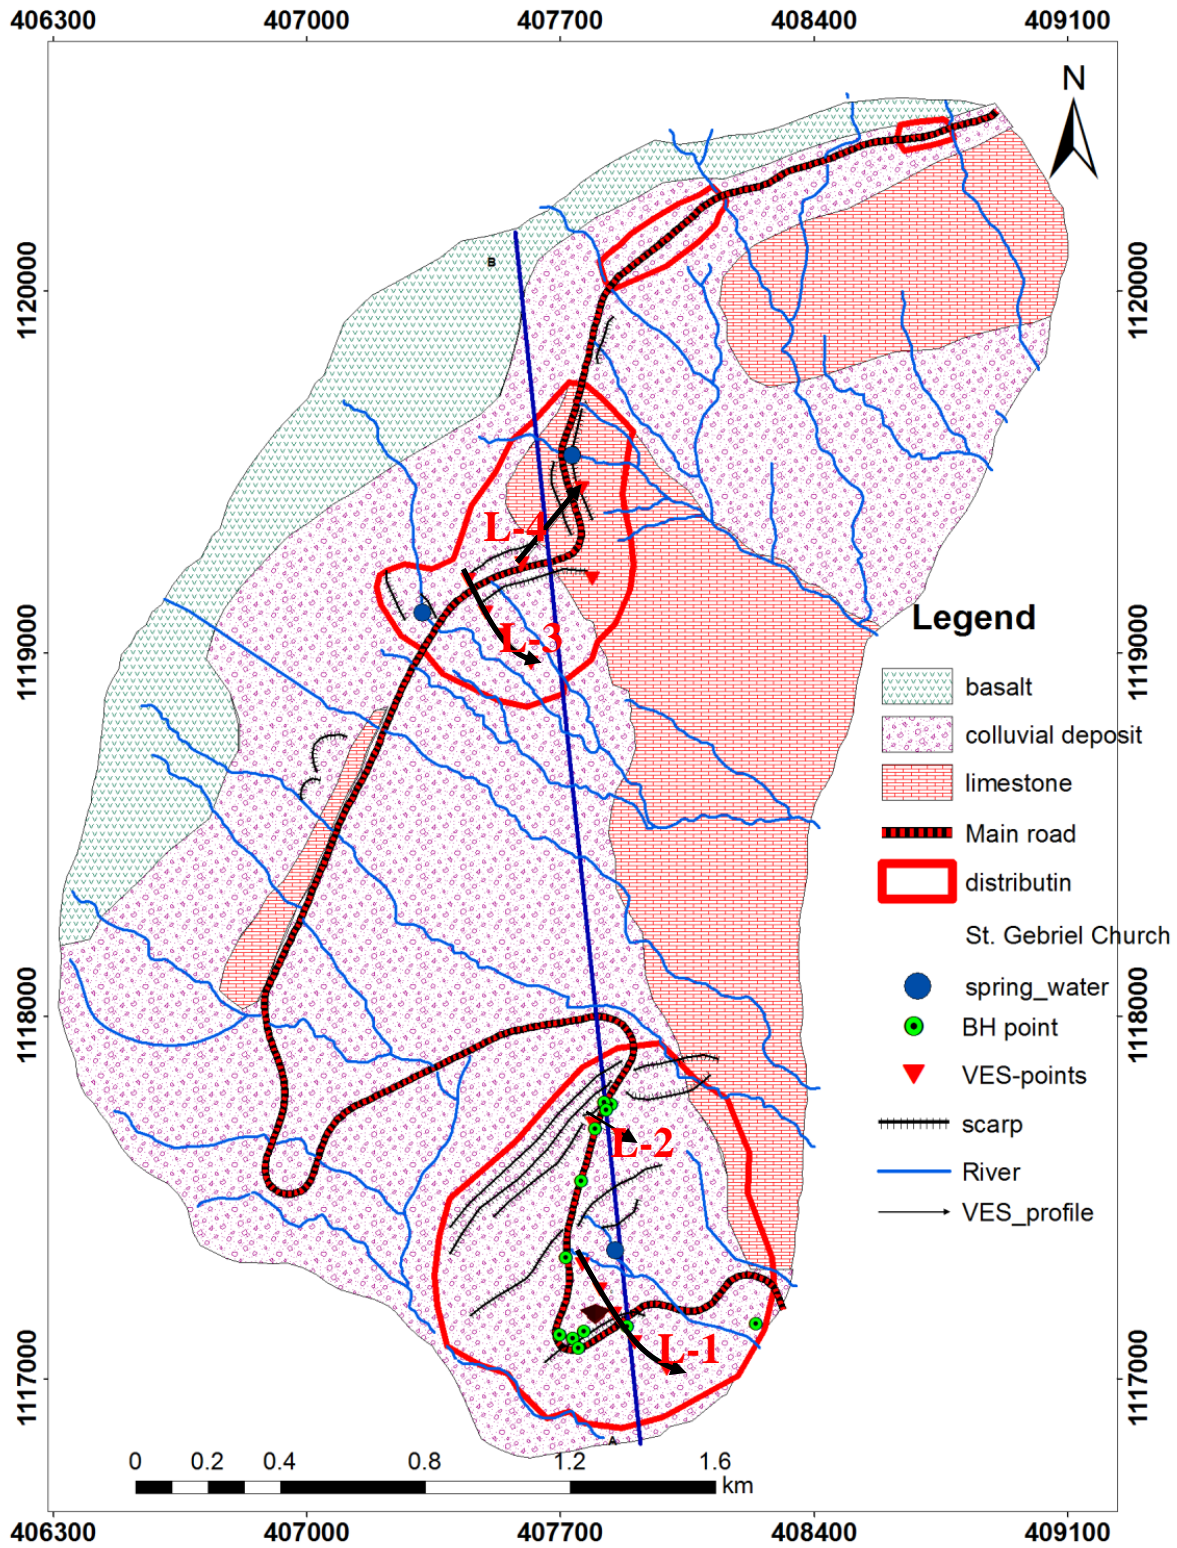 406300 407000 407700 408400 409100
N
B
1120000 1120000
L-4
L-3
1119000 1119000
Legend
basalt
colluvial deposit
limestone
Main road
distributin
St. Gebriel Church
spring_water
BH point
VES-points
scarp
River
VES_profile
1118000 1118000
L-2
L-1
1117000 1117000
A
0 0.2 0.4 0.8 1.2 1.6
km
406300 407000 407700 408400 409100